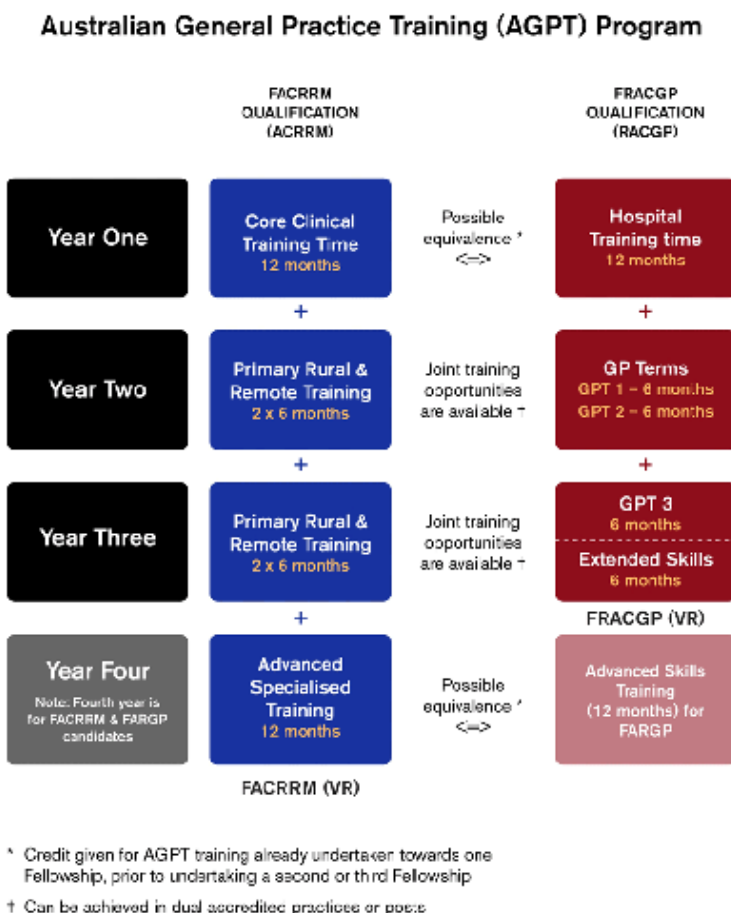 Australian General Practice Training (AGPT) Program
FACRRM
QUALIFICATION
(ACRRM)
FRACGP
QUALIFICATION
(RACGP)
Year One
Core Clinical
Training Time
12 months
Possible
equivalence *
<=>
Hospital
Training time
12 months
+
+
Year Two
Primary Rural &
Remote Training
2 x 6 months
Joint training
opportunities
are available †
GP Terms
GPT 1 – 6 months
GPT 2 – 6 months
+
+
Year Three
Primary Rural &
Remote Training
2 x 6 months
Joint training
opportunities
are available †
GPT 3
6 months
Extended Skills
6 months
+
FRACGP (VR)
Year Four
Note: Fourth year is
for FACRRM & FARGP
candidates
Advanced
Specialised
Training
12 months
Possible
equivalence *
<=>
Advanced Skills
Training
(12 months) for
FARGP
FACRRM (VR)
* Credit given for AGPT training already undertaken towards one
Fellowship, prior to undertaking a second or third Fellowship
† Can be achieved in dual accredited practices or posts